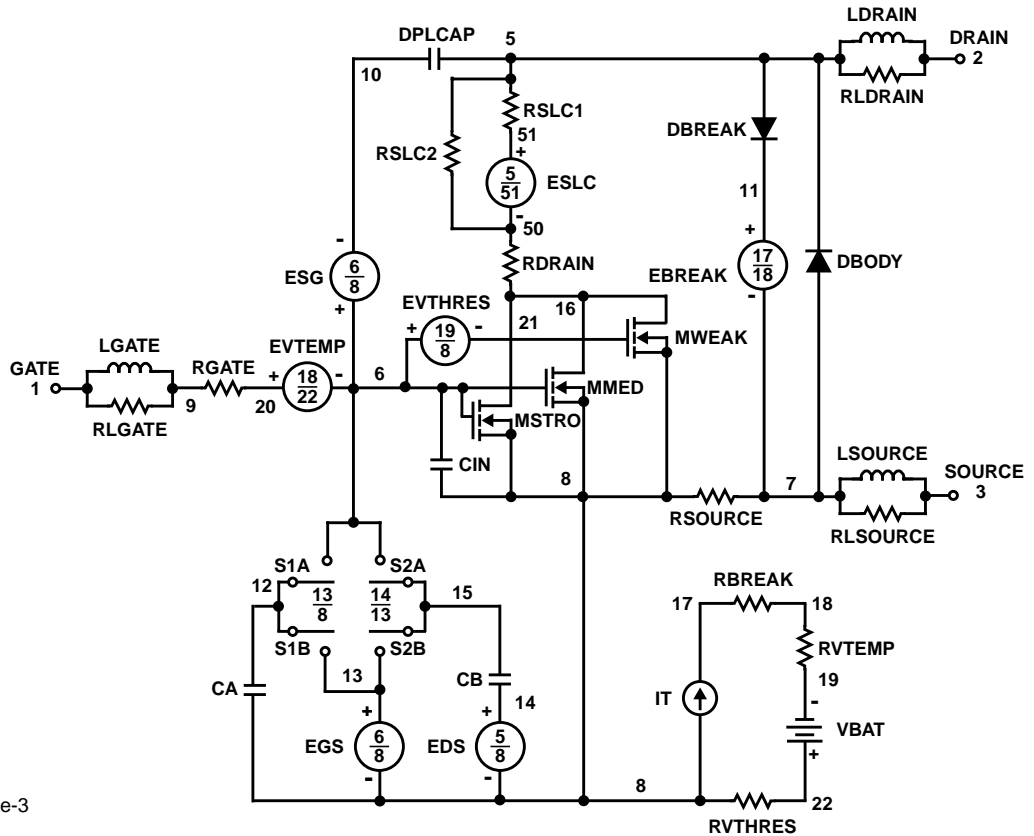 LDRAIN
DPLCAP
5
DRAIN
2
10
RLDRAIN
RSLC1
51
+
RSLC2
5
51
ESLC
-
50
DBREAK
11
+
17
18
EBREAK
-
DBODY
-
ESG
6
8
+
RDRAIN
EVTHRES
+
19
8
-
21
16
MWEAK
LGATE
GATE
1
RLGATE
9
RGATE
EVTEMP
+
18
22
-
20
6
MMED
MSTRO
CIN
8
RSOURCE
7
LSOURCE
SOURCE
3
RLSOURCE
S1A
S2A
12
13
8
14
13
15
S1B
S2B
13
CA
CB
14
+
EGS
6
8
-
+
EDS
5
8
-
8
RBREAK
17
18
RVTEMP
19
IT
-
VBAT
+
22
RVTHRES
e-3